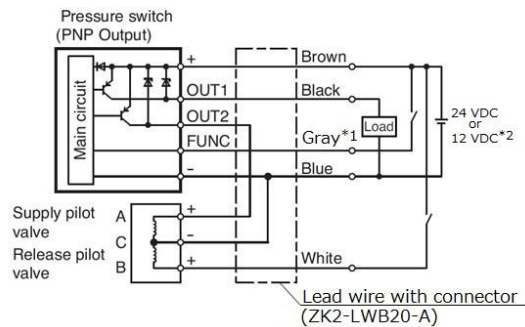 Pressure switch
(PNP Output)
Main circuit
+
Brown
OUT1
Black
OUT2
Load
24 VDC
or
12 VDC*2
FUNC
Gray*1
-
Blue
Supply pilot
valve
A
+
C
-
Release pilot
valve
B
+
White
Lead wire with connector
(ZK2-LWB20-A)